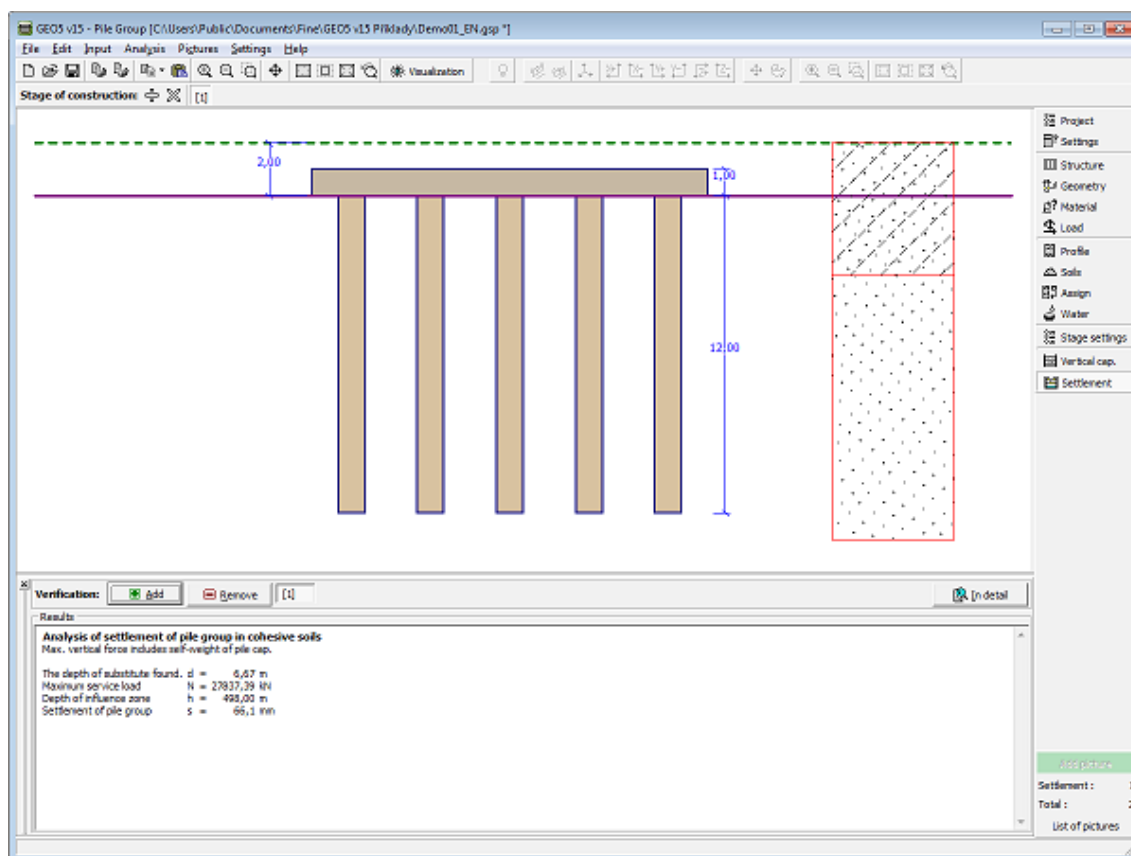 GEO5 v15 - Pile Group [C:\Users\Public\Documents\Fine\GEO5 v15 Příklady\Demo01_EN.gsp *]
File Edit Input Analysis Pictures Settings Help
Visualization
Stage of construction: [1]
2,00
1,00
12,00
Project
Settings
Structure
Geometry
Material
Load
Profile
Soils
Assign
Water
Stage settings
Vertical cap.
Settlement
Verification: Add Remove [1] In detail
Results
Analysis of settlement of pile group in cohesive soils
Max. vertical force includes self-weight of pile cap.
The depth of substitute found. d = 6,67 m
Maximum service load N = 27837,39 kN
Depth of influence zone h = 498,00 m
Settlement of pile group s = 66,1 mm
Add picture
Settlement :
Total :
List of pictures